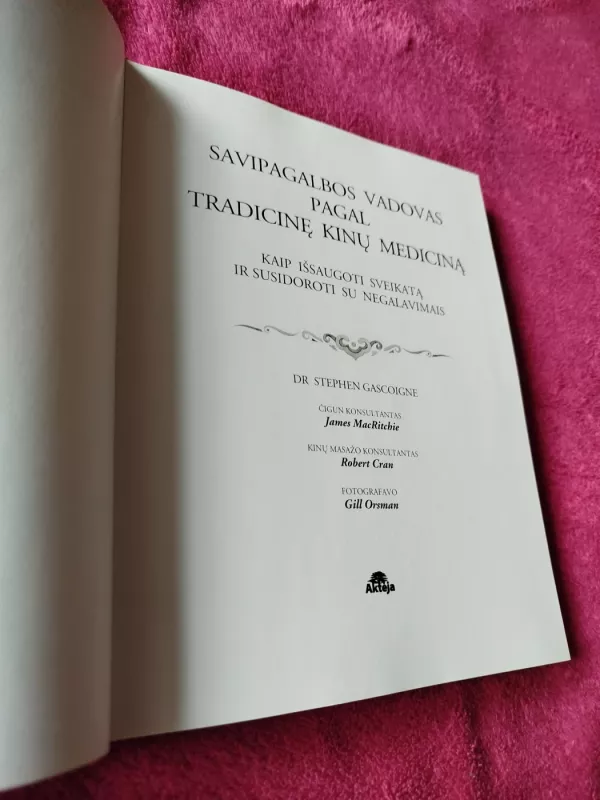 SAVIPAGALBOS VADOVAS
PAGAL
TRADICINĘ KINŲ MEDICINĄ
KAIP IŠSAUGOTI SVEIKATĄ
IR SUSIDOROTI SU NEGALAVIMAIS
DR STEPHEN GASCOIGNE
ČIGUN KONSULTANTAS
James MacRitchie
KINŲ MASAŽO KONSULTANTAS
Robert Cran
FOTOGRAFAVO
Gill Orsman
Aktėja